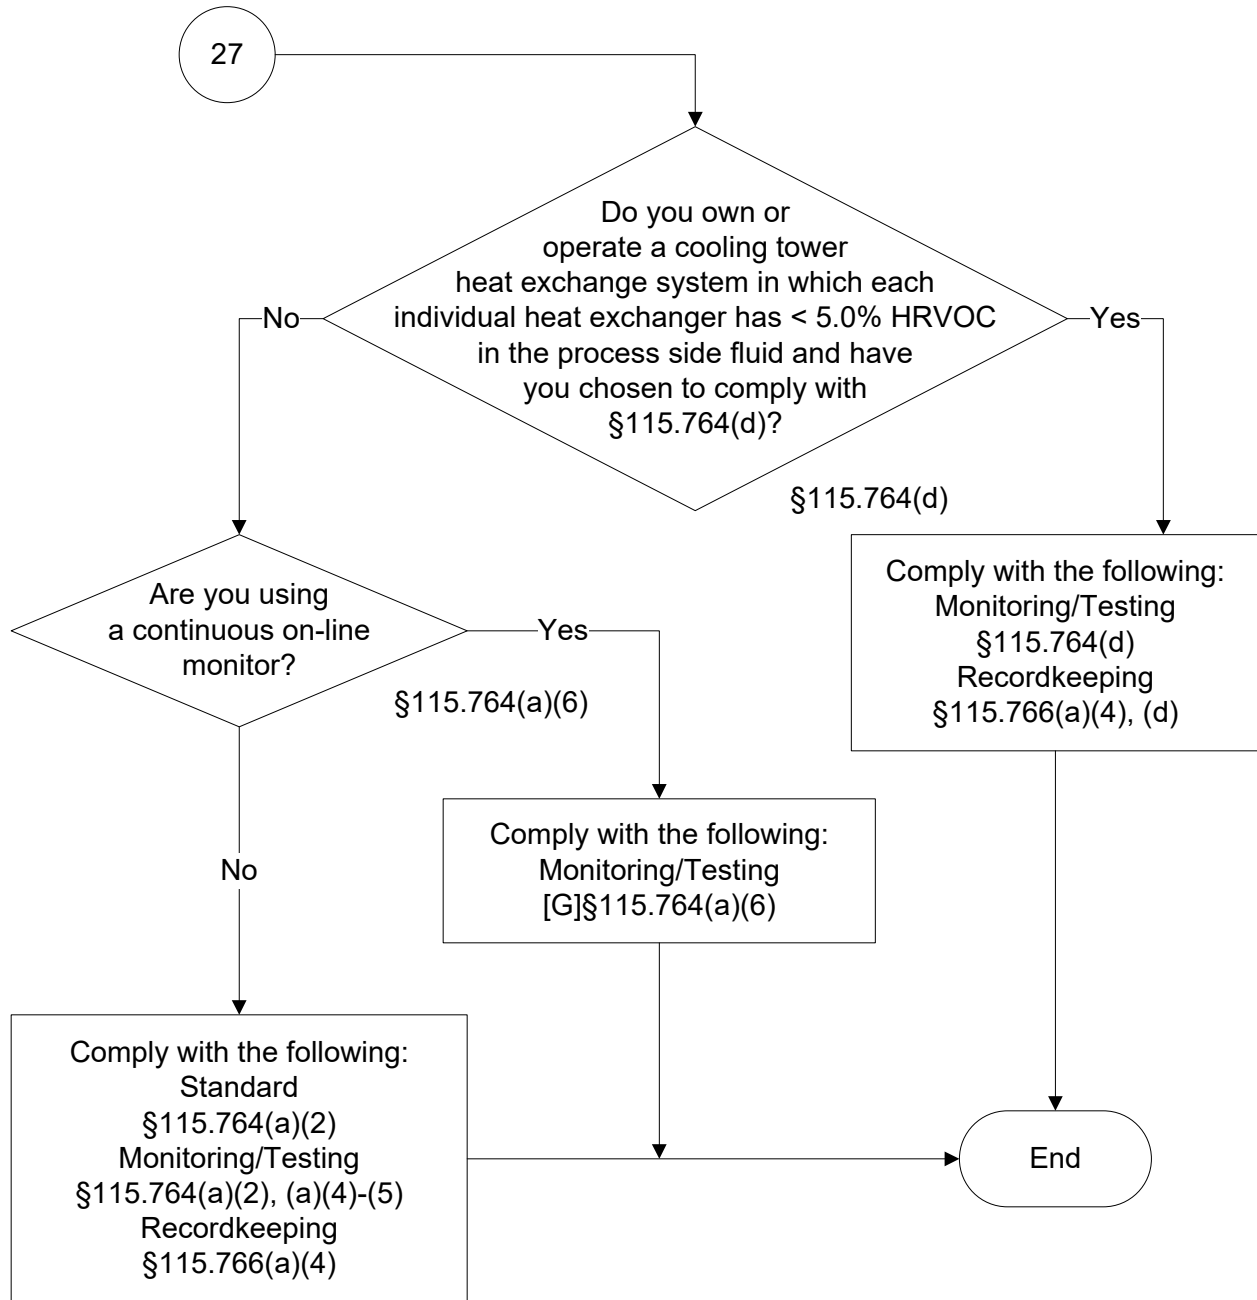 27
Do you own or
operate a cooling tower
heat exchange system in which each
individual heat exchanger has < 5.0% HRVOC
in the process side fluid and have
you chosen to comply with
§115.764(d)?
No
Yes
§115.764(d)
Comply with the following:
Monitoring/Testing
§115.764(d)
Recordkeeping
§115.766(a)(4), (d)
Are you using
a continuous on-line
monitor?
Yes
§115.764(a)(6)
No
Comply with the following:
Monitoring/Testing
[G]§115.764(a)(6)
Comply with the following:
Standard
§115.764(a)(2)
Monitoring/Testing
§115.764(a)(2), (a)(4)-(5)
Recordkeeping
§115.766(a)(4)
End